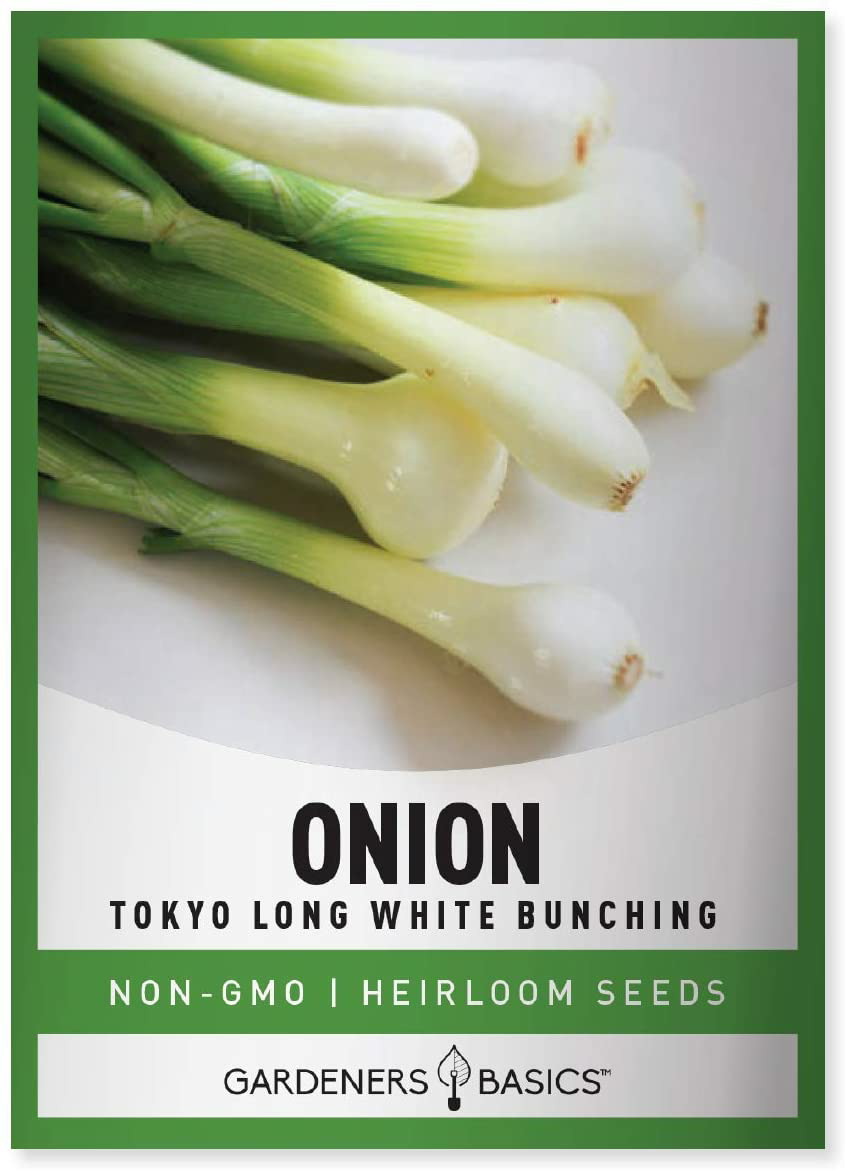 ONION
TOKYO LONG WHITE BUNCHING
NON-GMO | HEIRLOOM SEEDS
GARDENERS BASICS™